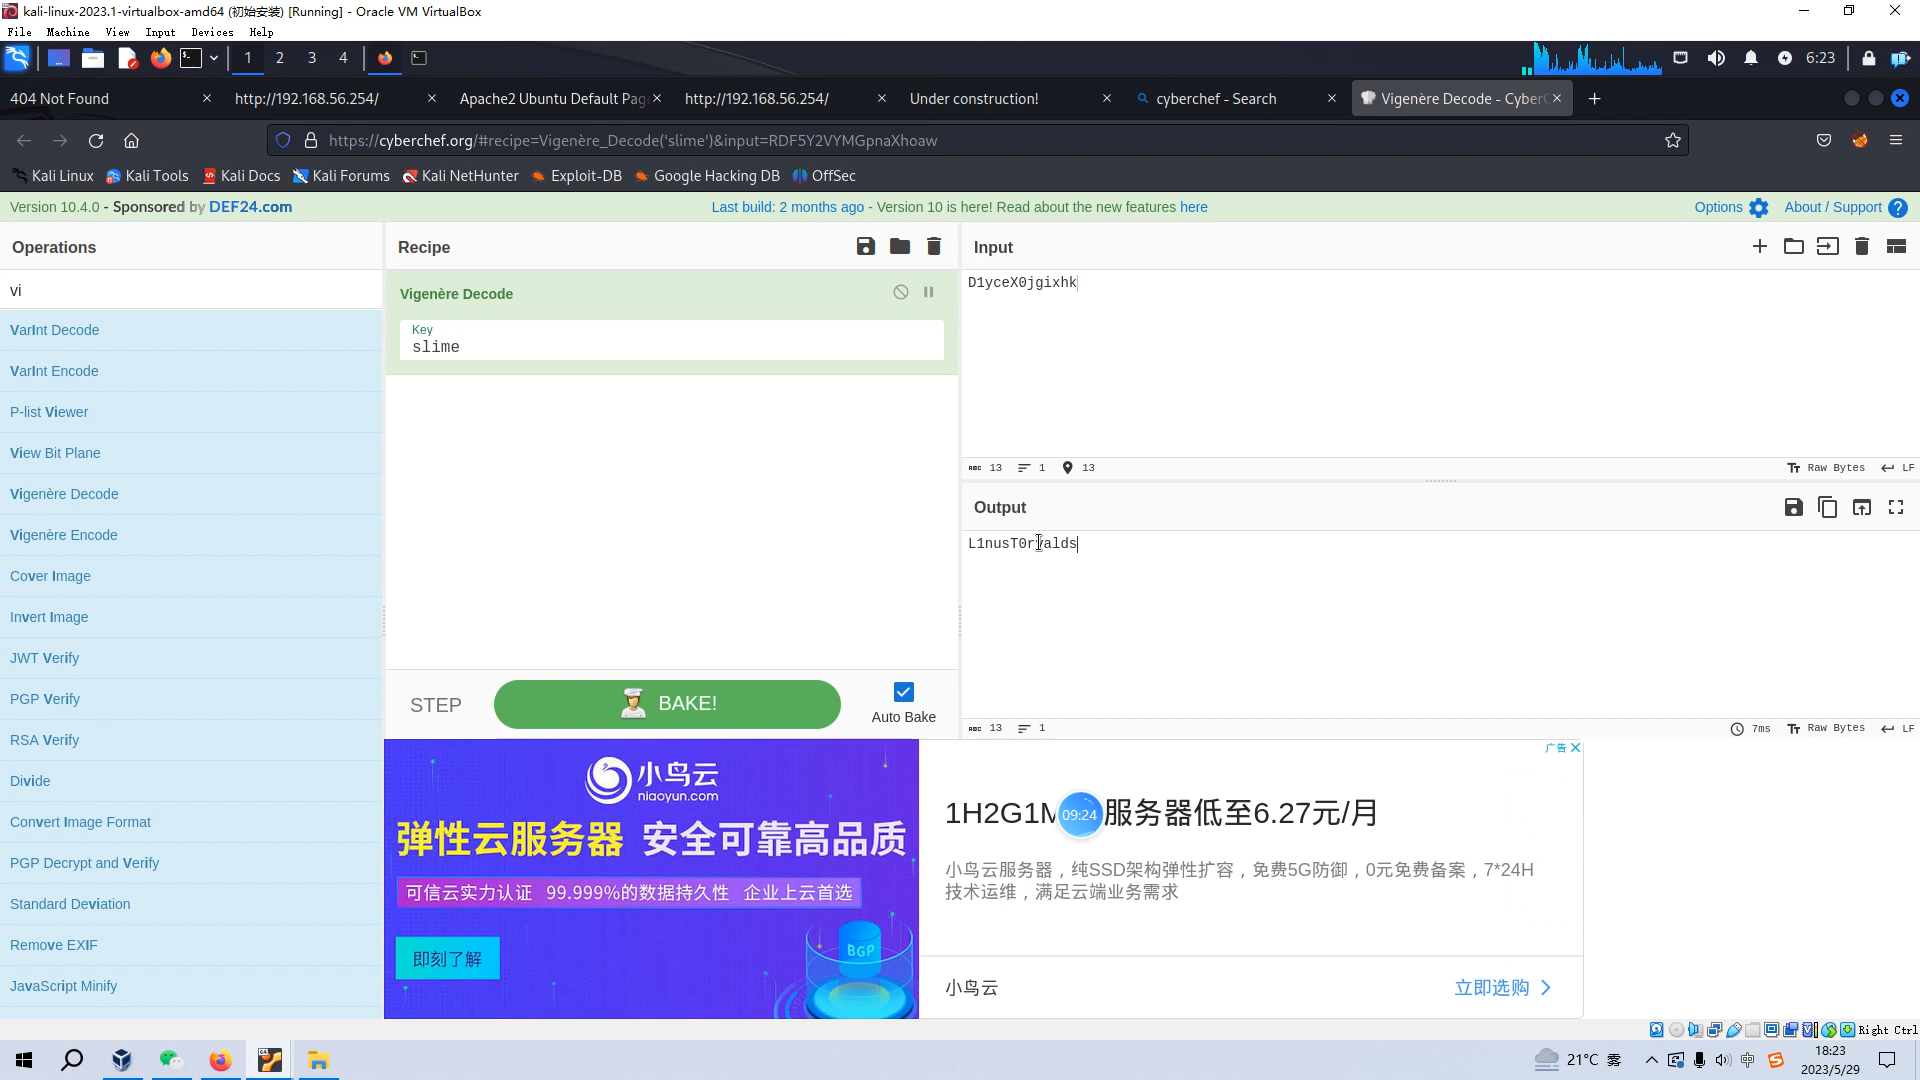 kali-linux-2023.1-virtualbox-amd64 (初始安装) [Running] - Oracle VM VirtualBox
File Machine View Input Devices Help
1 2 3 4 6:23
404 Not Found http://192.168.56.254/ Apache2 Ubuntu Default Pag http://192.168.56.254/ Under construction! cyberchef - Search Vigenère Decode - CyberC
https://cyberchef.org/#recipe=Vigenère_Decode('slime')&input=RDF5Y2VYMGpnaXhoaw
Kali Linux Kali Tools Kali Docs Kali Forums Kali NetHunter Exploit-DB Google Hacking DB OffSec
Version 10.4.0 - Sponsored by DEF24.com Last build: 2 months ago - Version 10 is here! Read about the new features here Options About / Support
Operations
vi
VarInt Decode
VarInt Encode
P-list Viewer
View Bit Plane
Vigenère Decode
Vigenère Encode
Cover Image
Invert Image
JWT Verify
PGP Verify
RSA Verify
Divide
Convert Image Format
PGP Decrypt and Verify
Standard Deviation
Remove EXIF
JavaScript Minify
Recipe
Vigenère Decode
Key
slime
STEP BAKE! Auto Bake
Input
D1yceX0jgixhk
ABC 13 1 13 Raw Bytes LF
Output
L1nusT0rvalds
ABC 13 1 7ms Raw Bytes LF
小鸟云
niaoyun.com
弹性云服务器 安全可靠高品质
可信云实力认证 99.999%的数据持久性 企业上云首选
即刻了解
BGP
广告
1H2G1M 服务器低至6.27元/月
09:24
小鸟云服务器，纯SSD架构弹性扩容，免费5G防御，0元免费备案，7*24H
技术运维，满足云端业务需求
小鸟云 立即选购
Right Ctrl
21°C 雾 中 18:23
2023/5/29